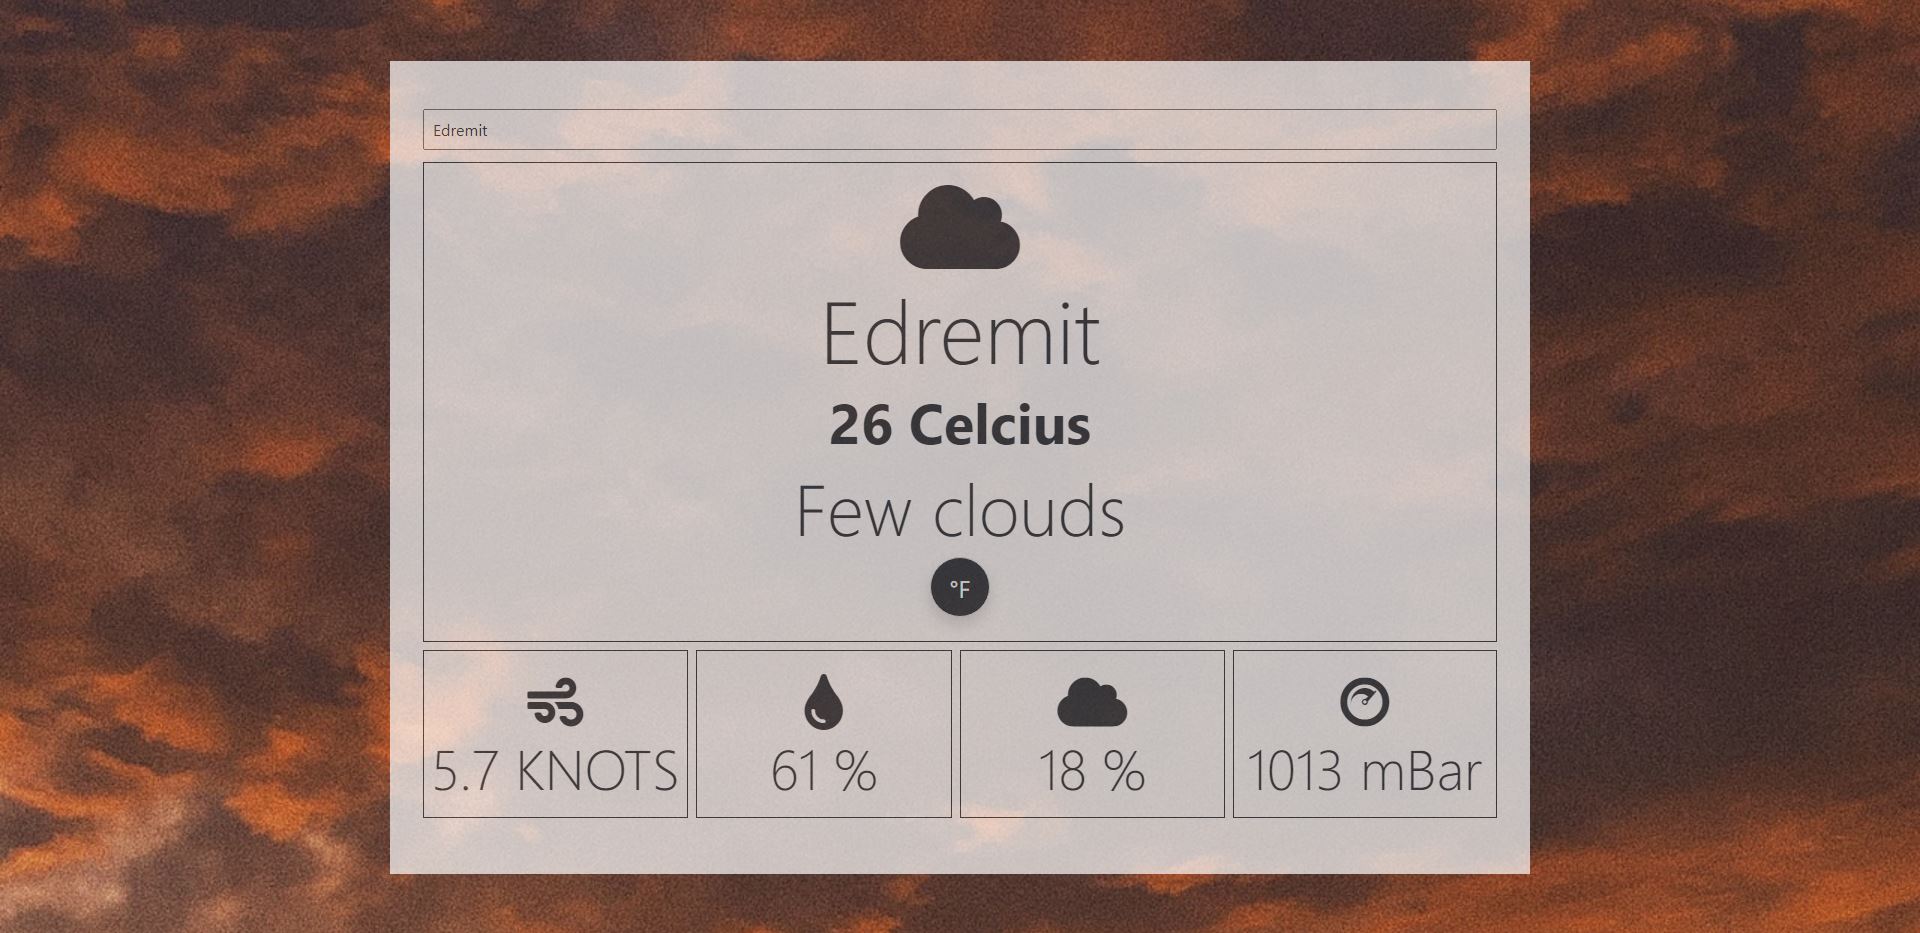 Edremit
Edremit
26 Celcius
Few clouds
°F
5.7 KNOTS
61 %
18 %
1013 mBar